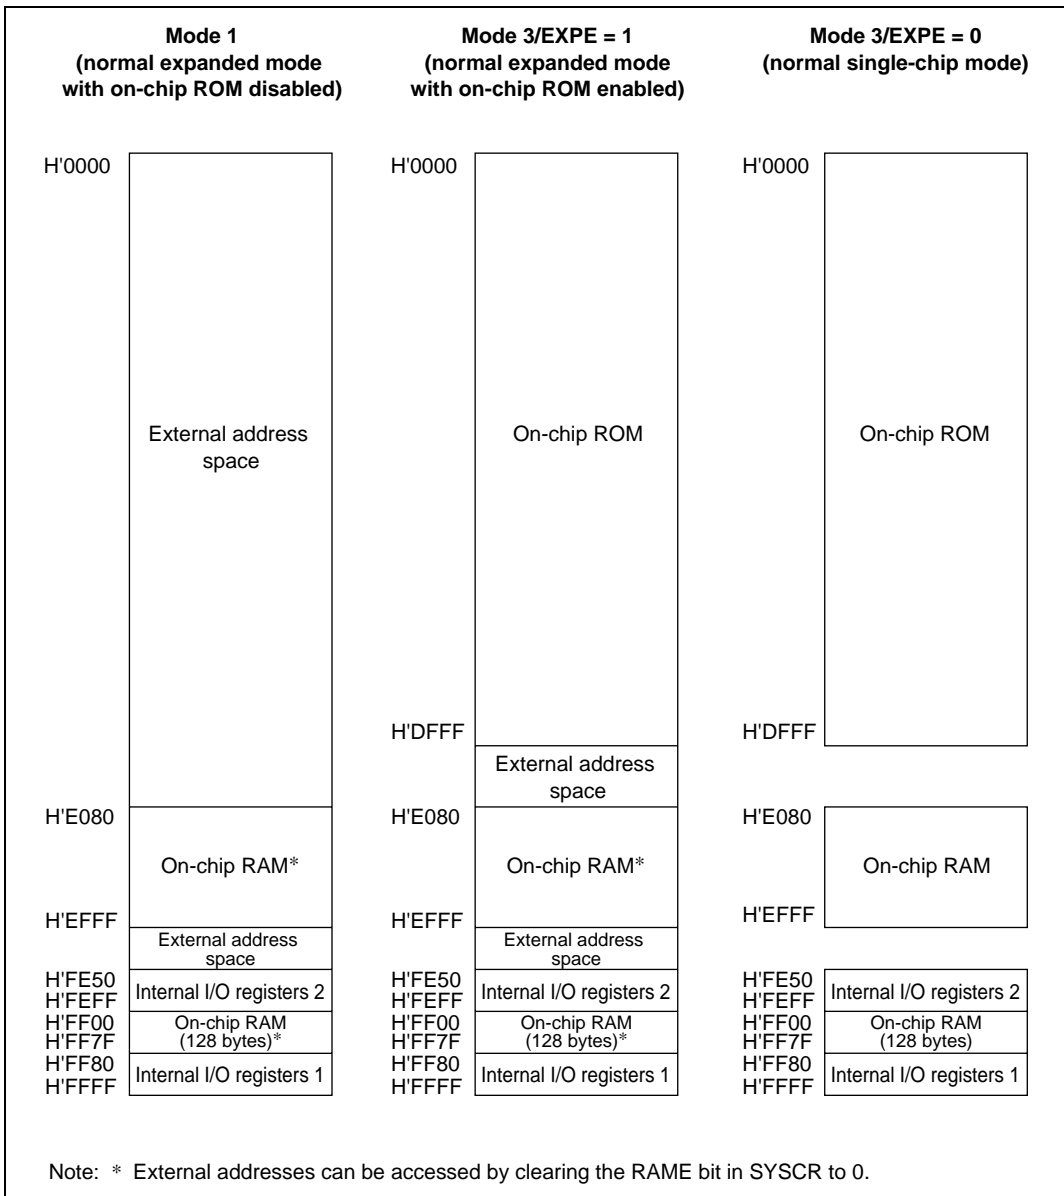 Mode 1
(normal expanded mode
with on-chip ROM disabled)
Mode 3/EXPE = 1
(normal expanded mode
with on-chip ROM enabled)
Mode 3/EXPE = 0
(normal single-chip mode)
H'0000
External address
space
H'E080
On-chip RAM*
H'EFFF
External address
space
H'FE50
H'FEFF
Internal I/O registers 2
H'FF00
H'FF7F
On-chip RAM
(128 bytes)*
H'FF80
H'FFFF
Internal I/O registers 1
H'0000
On-chip ROM
H'DFFF
External address
space
H'E080
On-chip RAM*
H'EFFF
External address
space
H'FE50
H'FEFF
Internal I/O registers 2
H'FF00
H'FF7F
On-chip RAM
(128 bytes)*
H'FF80
H'FFFF
Internal I/O registers 1
H'0000
On-chip ROM
H'DFFF
H'E080
On-chip RAM
H'EFFF
H'FE50
H'FEFF
Internal I/O registers 2
H'FF00
H'FF7F
On-chip RAM
(128 bytes)
H'FF80
H'FFFF
Internal I/O registers 1
Note: * External addresses can be accessed by clearing the RAME bit in SYSCR to 0.